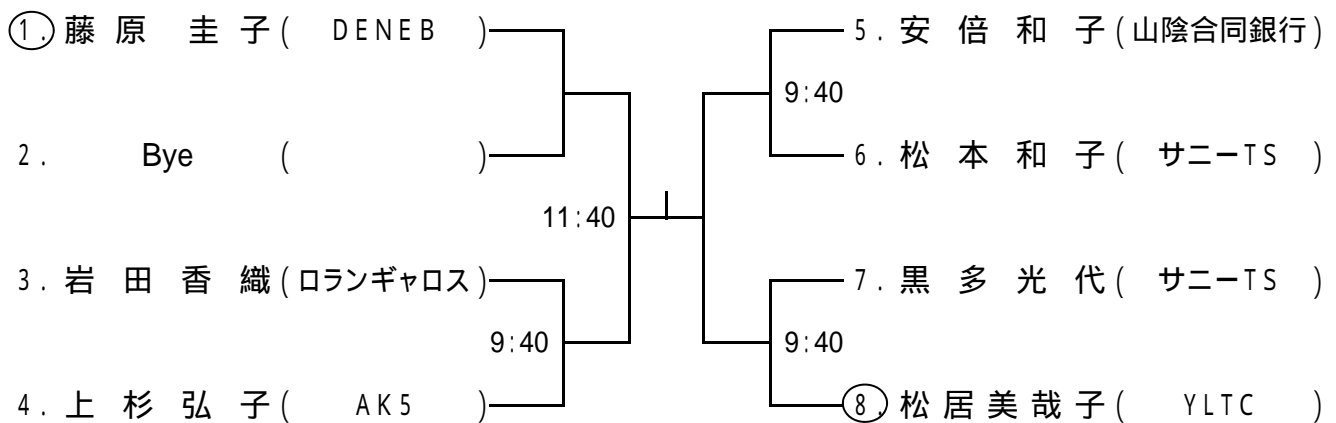 1. 藤原 圭子 ( DENEB )
2. Bye ( )
11:40
3. 岩田香織 (ロランギャロス)
9:40
4. 上杉弘子 ( AK5 )
5. 安倍和子 (山陰合同銀行)
9:40
6. 松本和子 ( サニーTS )
7. 黒多光代 ( サニーTS )
9:40
8. 松居美哉子 ( YLTC )